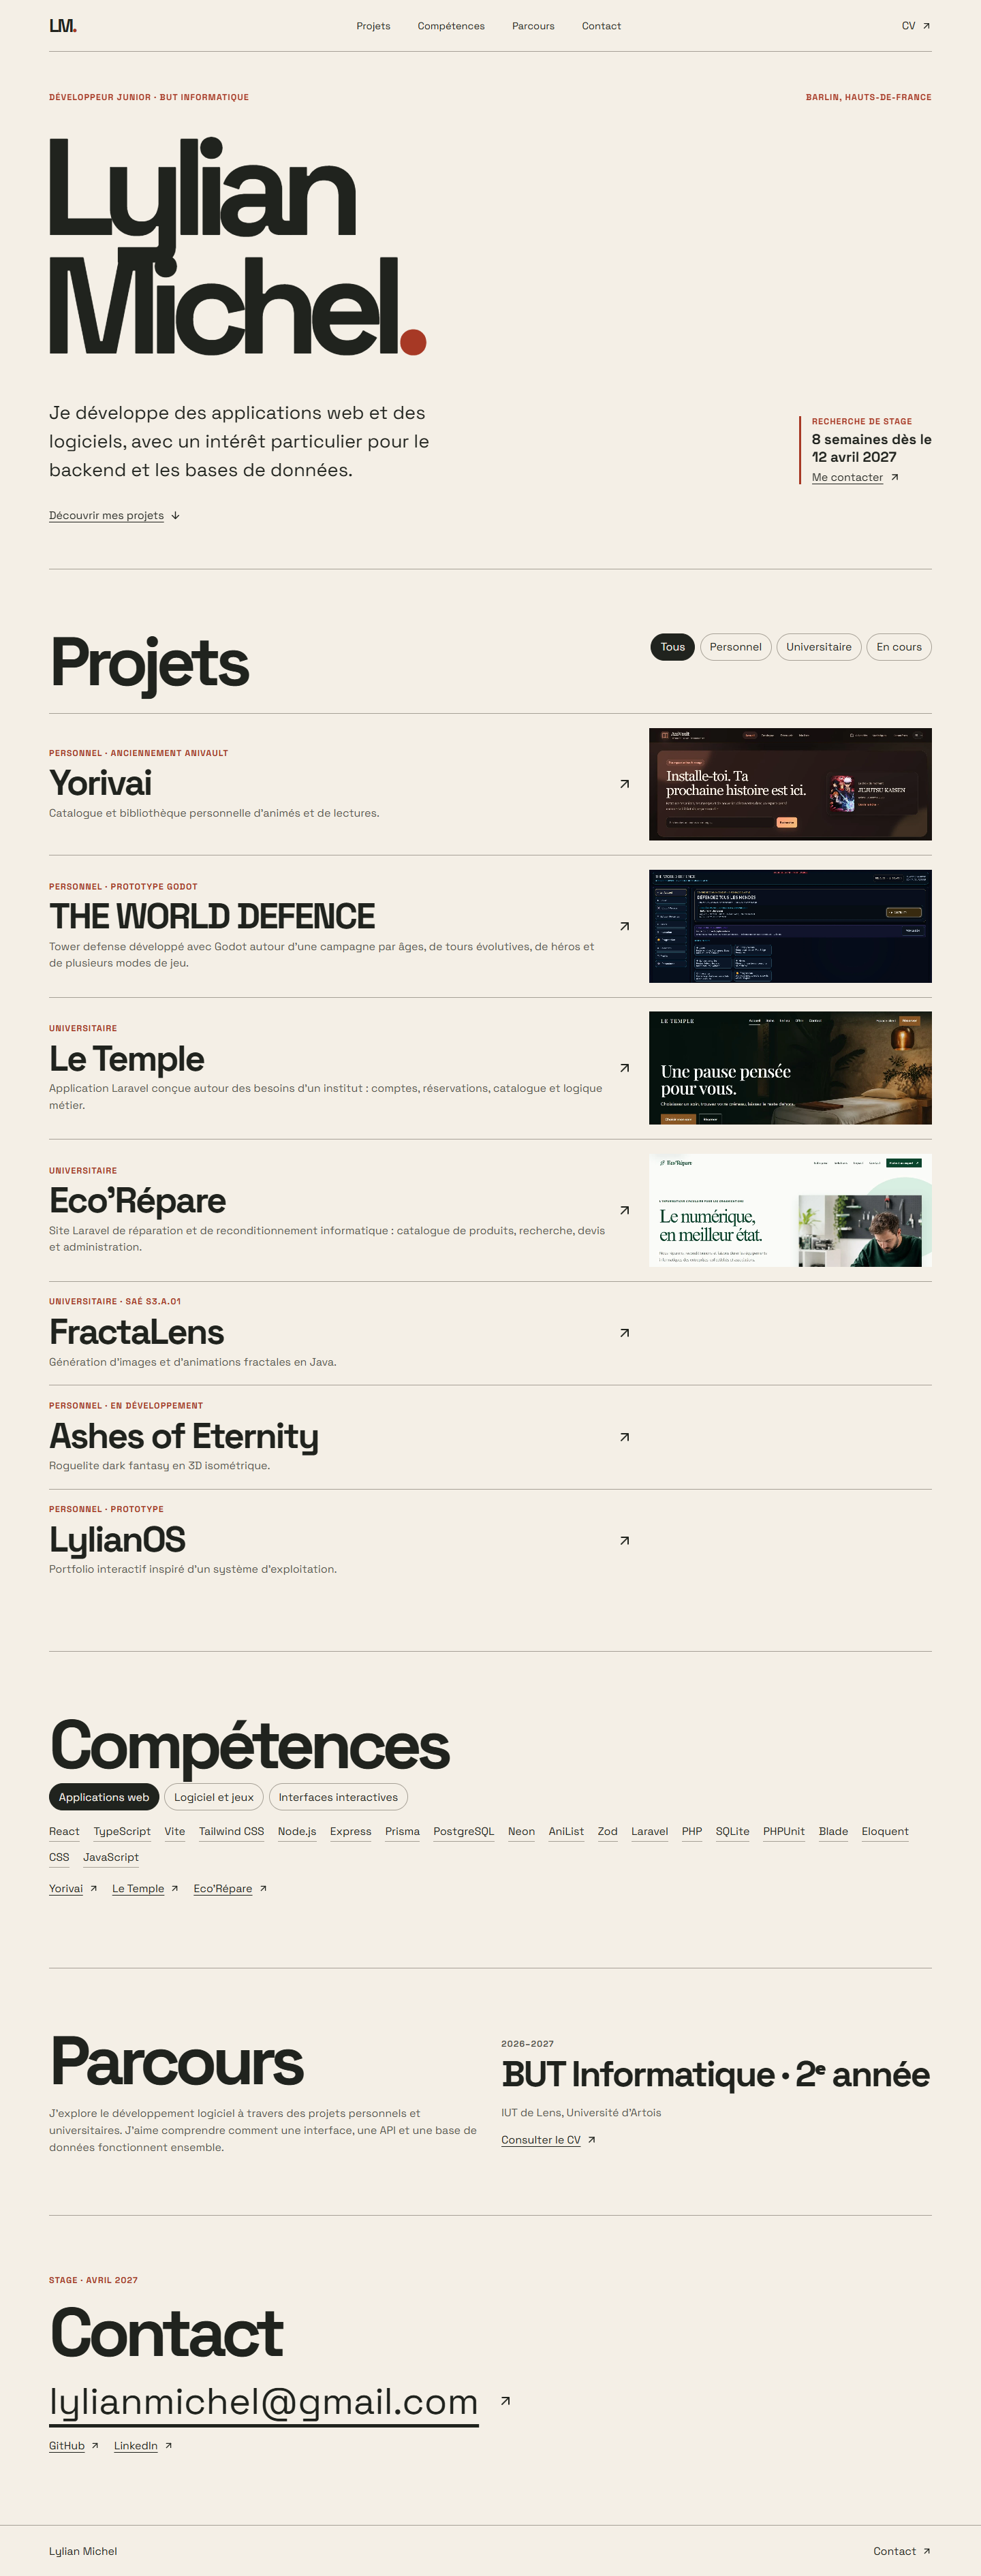 LM.
Projets Compétences Parcours Contact
CV ↗
DÉVELOPPEUR JUNIOR · BUT INFORMATIQUE
BARLIN, HAUTS-DE-FRANCE
Lylian
Michel.
Je développe des applications web et des
logiciels, avec un intérêt particulier pour le
backend et les bases de données.
Découvrir mes projets ↓
RECHERCHE DE STAGE
8 semaines dès le
12 avril 2027
Me contacter ↗
Projets
Tous Personnel Universitaire En cours
PERSONNEL · ANCIENNEMENT ANIVAULT
Yorivai
Catalogue et bibliothèque personnelle d’animés et de lectures.
AniVault
Installe-toi. Ta
prochaine histoire est ici.
JUJUTSU KAISEN
PERSONNEL · PROTOTYPE GODOT
THE WORLD DEFENCE
Tower defense développé avec Godot autour d’une campagne par âges, de tours évolutives, de héros et
de plusieurs modes de jeu.
THE WORLD DEFENCE
DÉFENDEZ TOUS LES MONDES
UNIVERSITAIRE
Le Temple
Application Laravel conçue autour des besoins d’un institut : comptes, réservations, catalogue et logique
métier.
LE TEMPLE
Une pause pensée
pour vous.
UNIVERSITAIRE
Eco’Répare
Site Laravel de réparation et de reconditionnement informatique : catalogue de produits, recherche, devis
et administration.
Eco’Répare
Le numérique,
en meilleur état.
UNIVERSITAIRE · SAÉ S3.A.01
FractaLens
Génération d’images et d’animations fractales en Java.
PERSONNEL · EN DÉVELOPPEMENT
Ashes of Eternity
Roguelite dark fantasy en 3D isométrique.
PERSONNEL · PROTOTYPE
LylianOS
Portfolio interactif inspiré d’un système d’exploitation.
Compétences
Applications web Logiciel et jeux Interfaces interactives
React TypeScript Vite Tailwind CSS Node.js Express Prisma PostgreSQL Neon AniList Zod Laravel PHP SQLite PHPUnit Blade Eloquent
CSS JavaScript
Yorivai ↗ Le Temple ↗ Eco’Répare ↗
Parcours
J’explore le développement logiciel à travers des projets personnels et
universitaires. J’aime comprendre comment une interface, une API et une base de
données fonctionnent ensemble.
2026–2027
BUT Informatique · 2ᵉ année
IUT de Lens, Université d’Artois
Consulter le CV ↗
STAGE · AVRIL 2027
Contact
lylianmichel@gmail.com ↗
GitHub ↗ LinkedIn ↗
Lylian Michel
Contact ↗